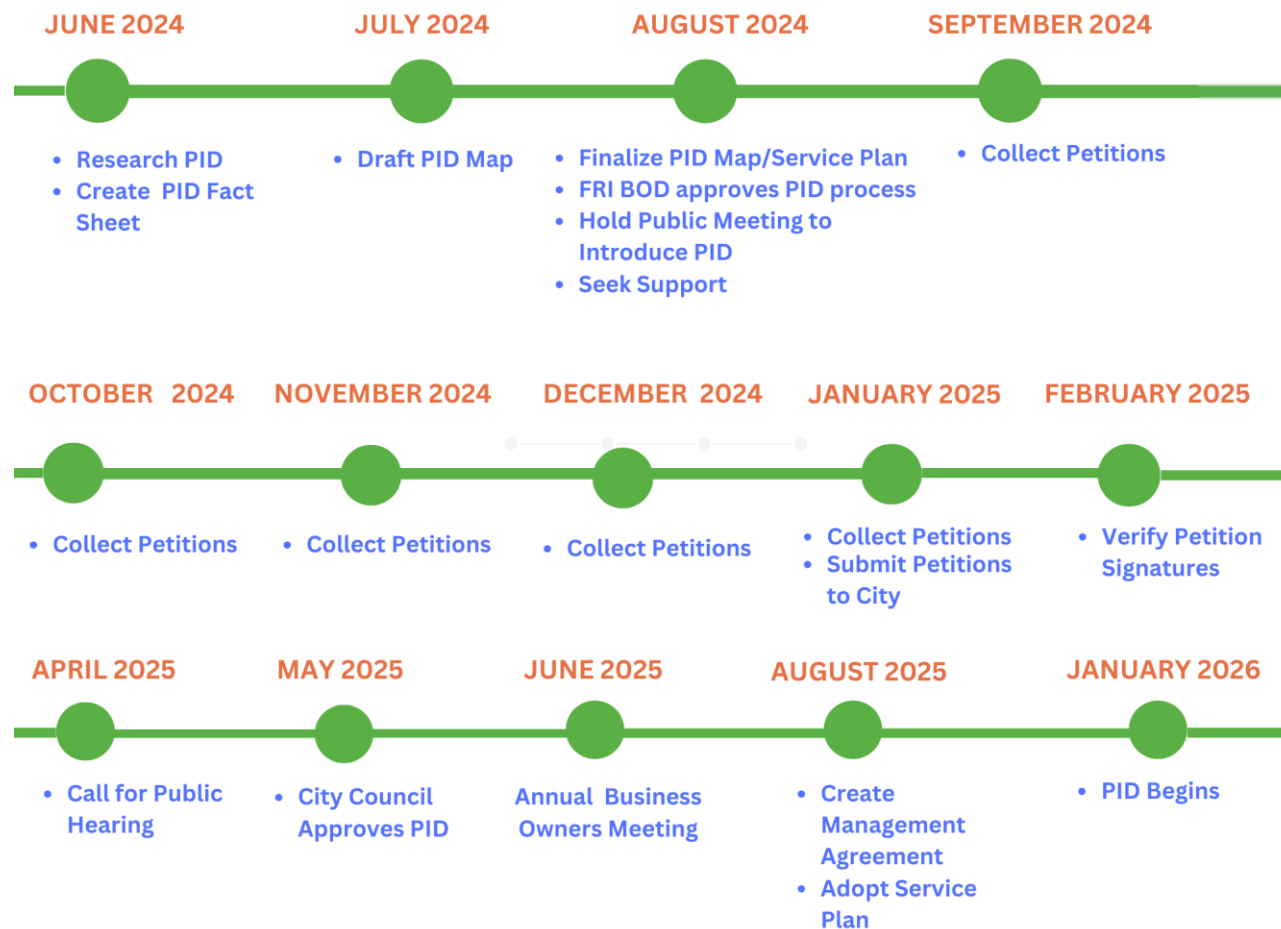 JUNE 2024
• Research PID
• Create PID Fact
Sheet
JULY 2024
• Draft PID Map
AUGUST 2024
• Finalize PID Map/Service Plan
• FRI BOD approves PID process
• Hold Public Meeting to
Introduce PID
• Seek Support
SEPTEMBER 2024
• Collect Petitions
OCTOBER 2024
• Collect Petitions
NOVEMBER 2024
• Collect Petitions
DECEMBER 2024
• Collect Petitions
JANUARY 2025
• Collect Petitions
• Submit Petitions
to City
FEBRUARY 2025
• Verify Petition
Signatures
APRIL 2025
• Call for Public
Hearing
MAY 2025
• City Council
Approves PID
JUNE 2025
Annual Business
Owners Meeting
AUGUST 2025
• Create
Management
Agreement
• Adopt Service
Plan
JANUARY 2026
• PID Begins